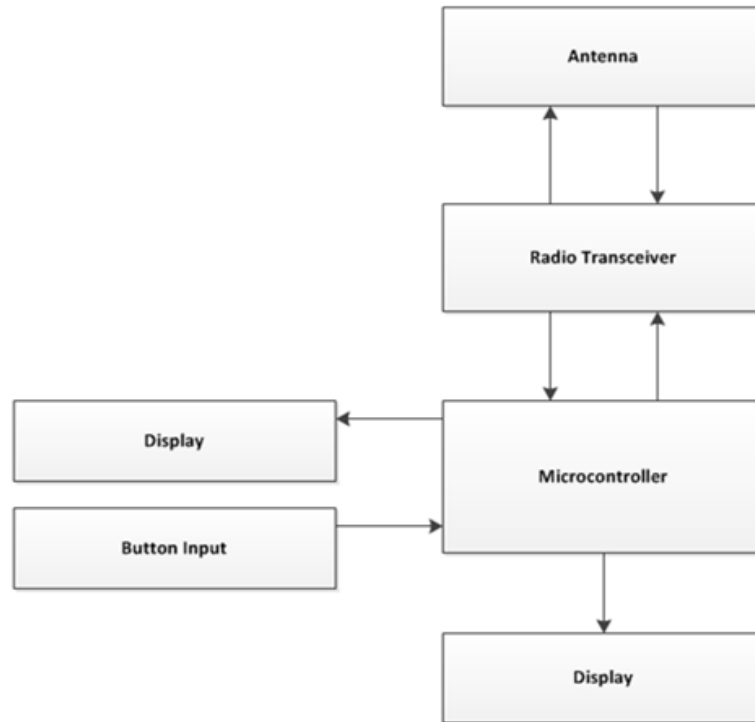 Antenna
Radio Transceiver
Display
Microcontroller
Button Input
Display